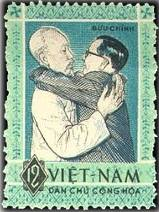 BƯU CHÍNH
12
VIỆT-NAM
DÂN CHỦ CỘNG HÒA